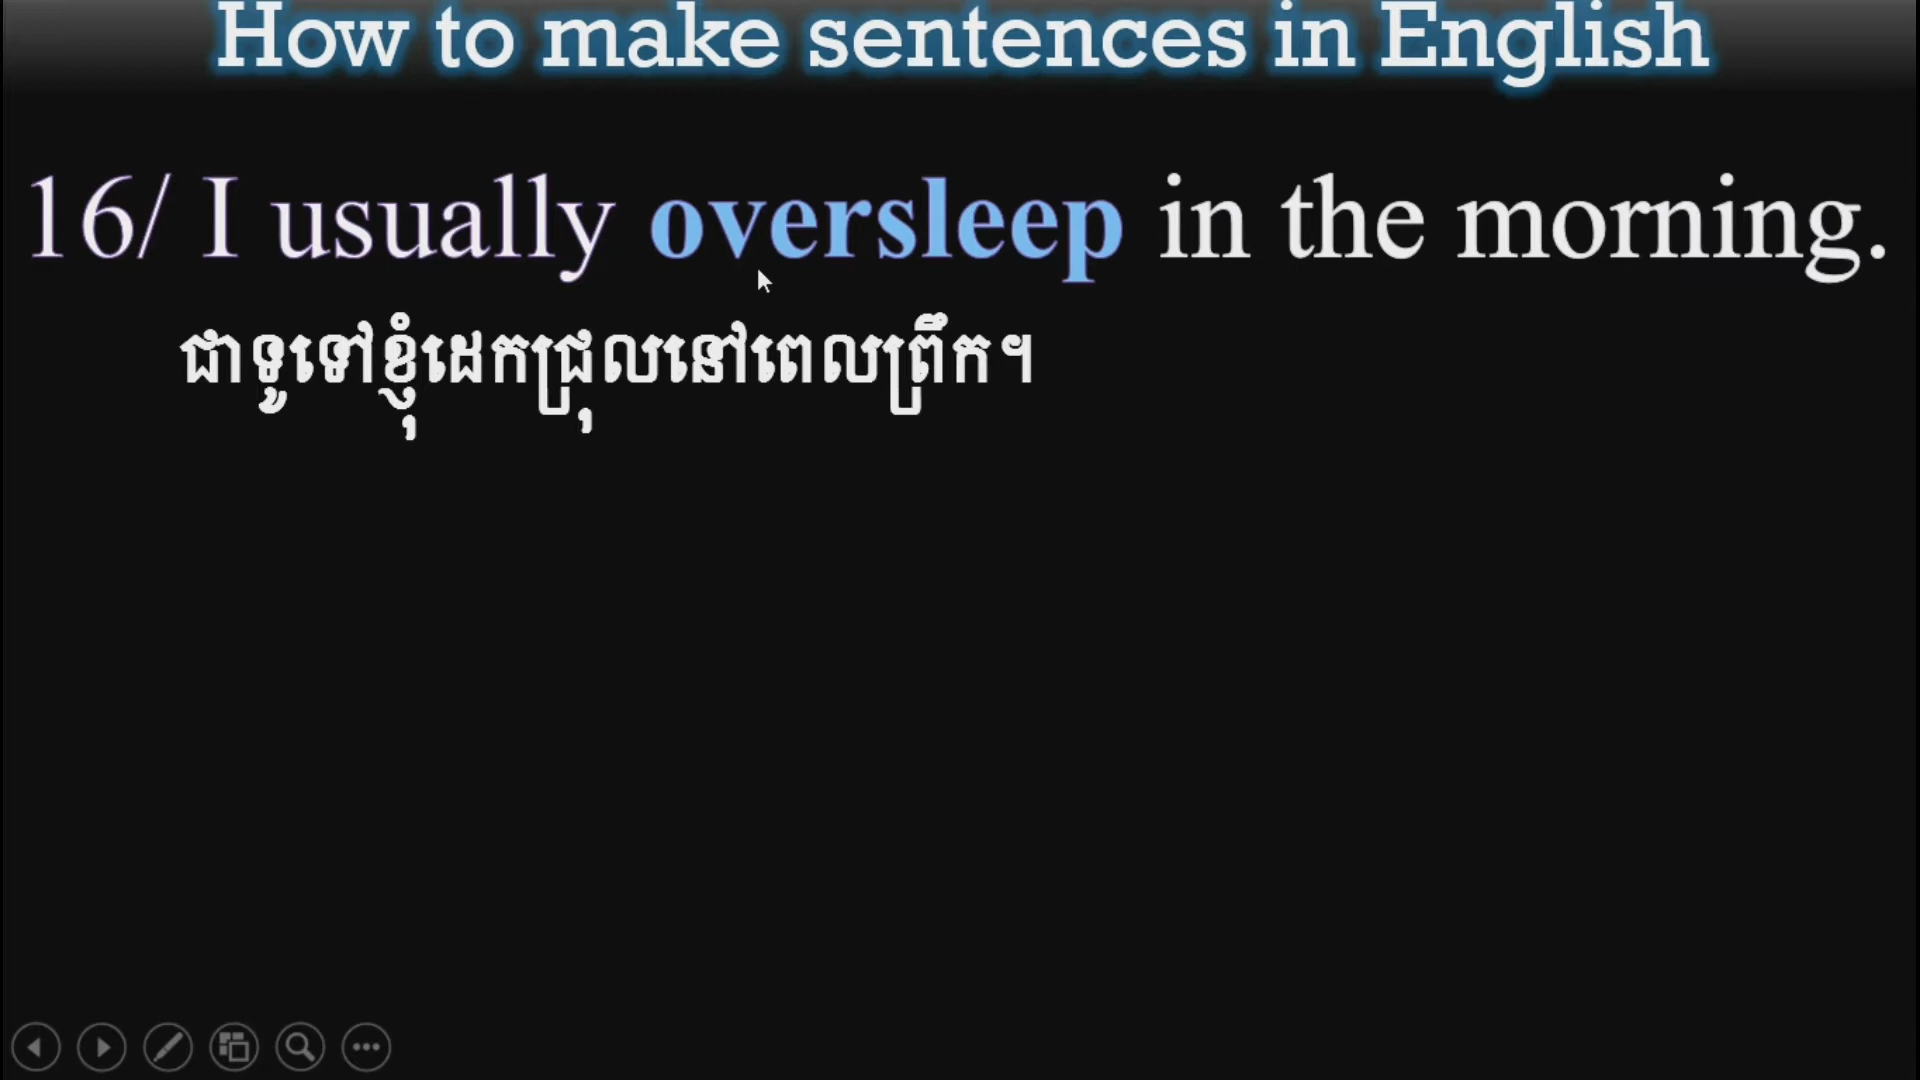 How to make sentences in English
16/ I usually oversleep in the morning.
ជាទូទៅខ្ញុំដេកជ្រុលនៅពេលព្រឹក។